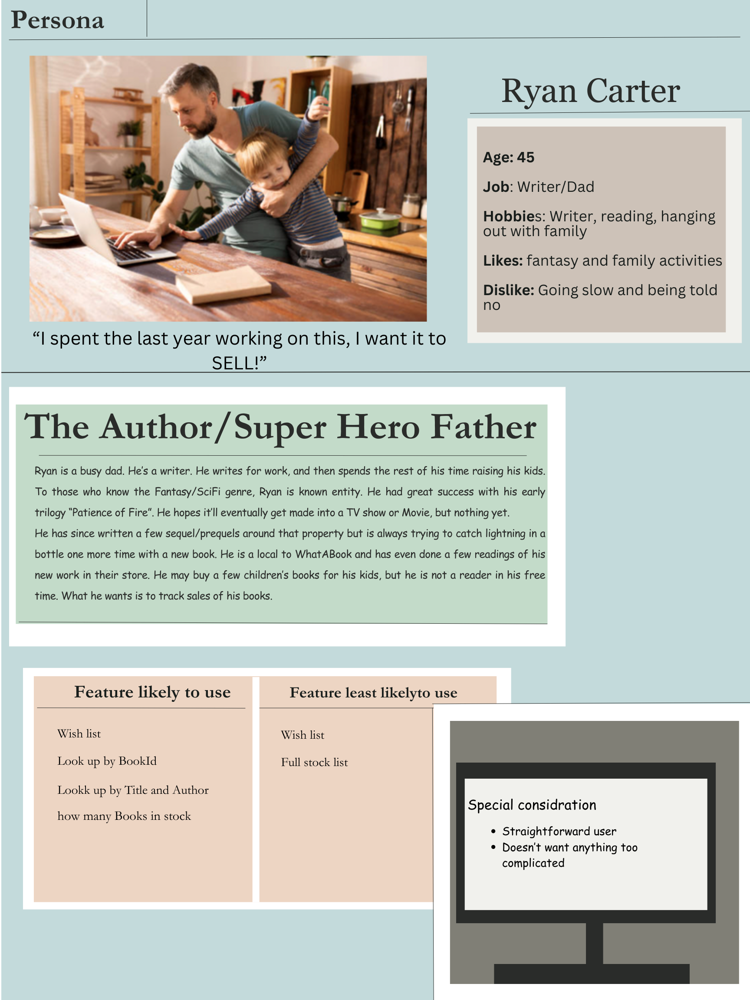 Persona
Ryan Carter
Age: 45
Job: Writer/Dad
Hobbies: Writer, reading, hanging
out with family
Likes: fantasy and family activities
Dislike: Going slow and being told
no
“I spent the last year working on this, I want it to
SELL!”
The Author/Super Hero Father
Ryan is a busy dad. He’s a writer. He writes for work, and then spends the rest of his time raising his kids.
To those who know the Fantasy/SciFi genre, Ryan is known entity. He had great success with his early
trilogy “Patience of Fire”. He hopes it’ll eventually get made into a TV show or Movie, but nothing yet.
He has since written a few sequel/prequels around that property but is always trying to catch lightning in a
bottle one more time with a new book. He is a local to WhatABook and has even done a few readings of his
new work in their store. He may buy a few children’s books for his kids, but he is not a reader in his free
time. What he wants is to track sales of his books.
Feature likely to use
Wish list
Look up by BookId
Lookk up by Title and Author
how many Books in stock
Feature least likelyto use
Wish list
Full stock list
Special considration
• Straightforward user
• Doesn’t want anything too
complicated